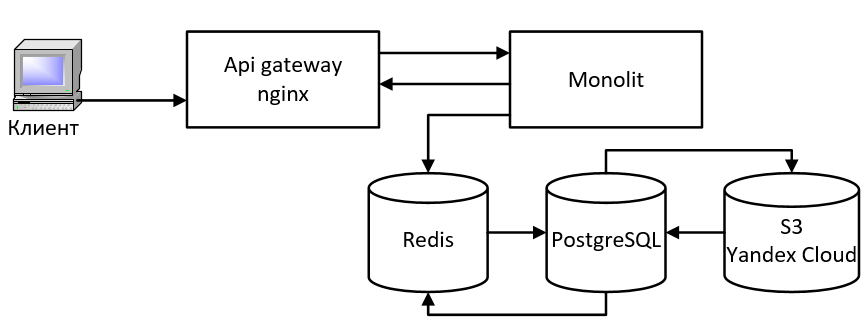 Клиент
Api gateway
nginx
Monolit
Redis
PostgreSQL
S3
Yandex Cloud